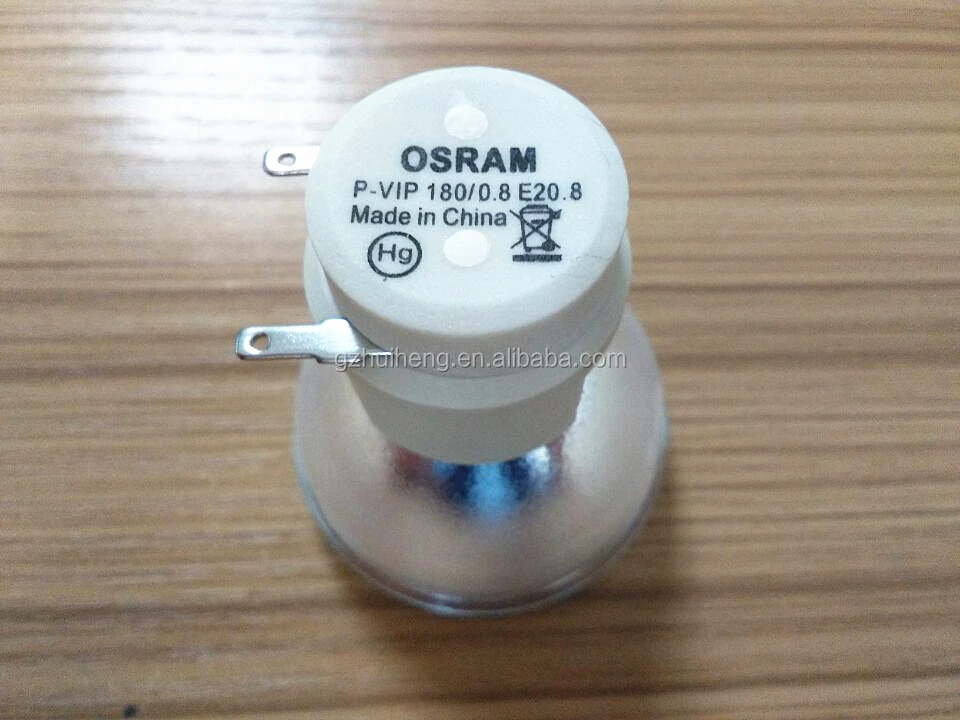 OSRAM
P-VIP 180/0.8 E20.8
Made in China
Hg
gzhuiheng.en.alibaba.com